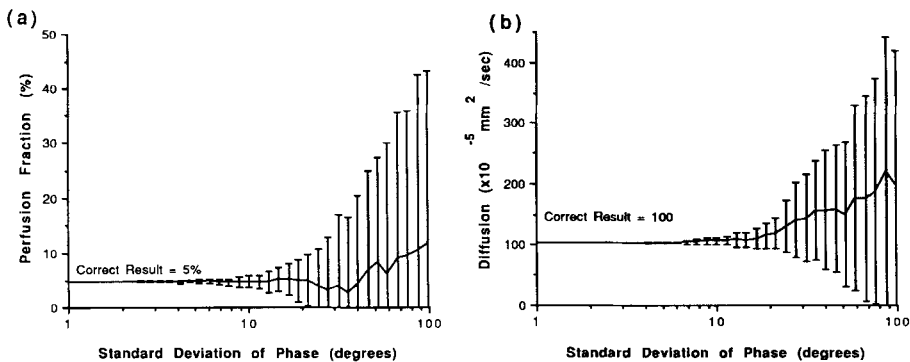 (a)
Perfusion Fraction (%)
50
40
30
20
10
0
Correct Result = 5%
1
10
100
Standard Deviation of Phase (degrees)
(b)
Diffusion (x10 -5 mm 2 /sec)
400
300
200
100
0
Correct Result = 100
1
10
100
Standard Deviation of Phase (degrees)